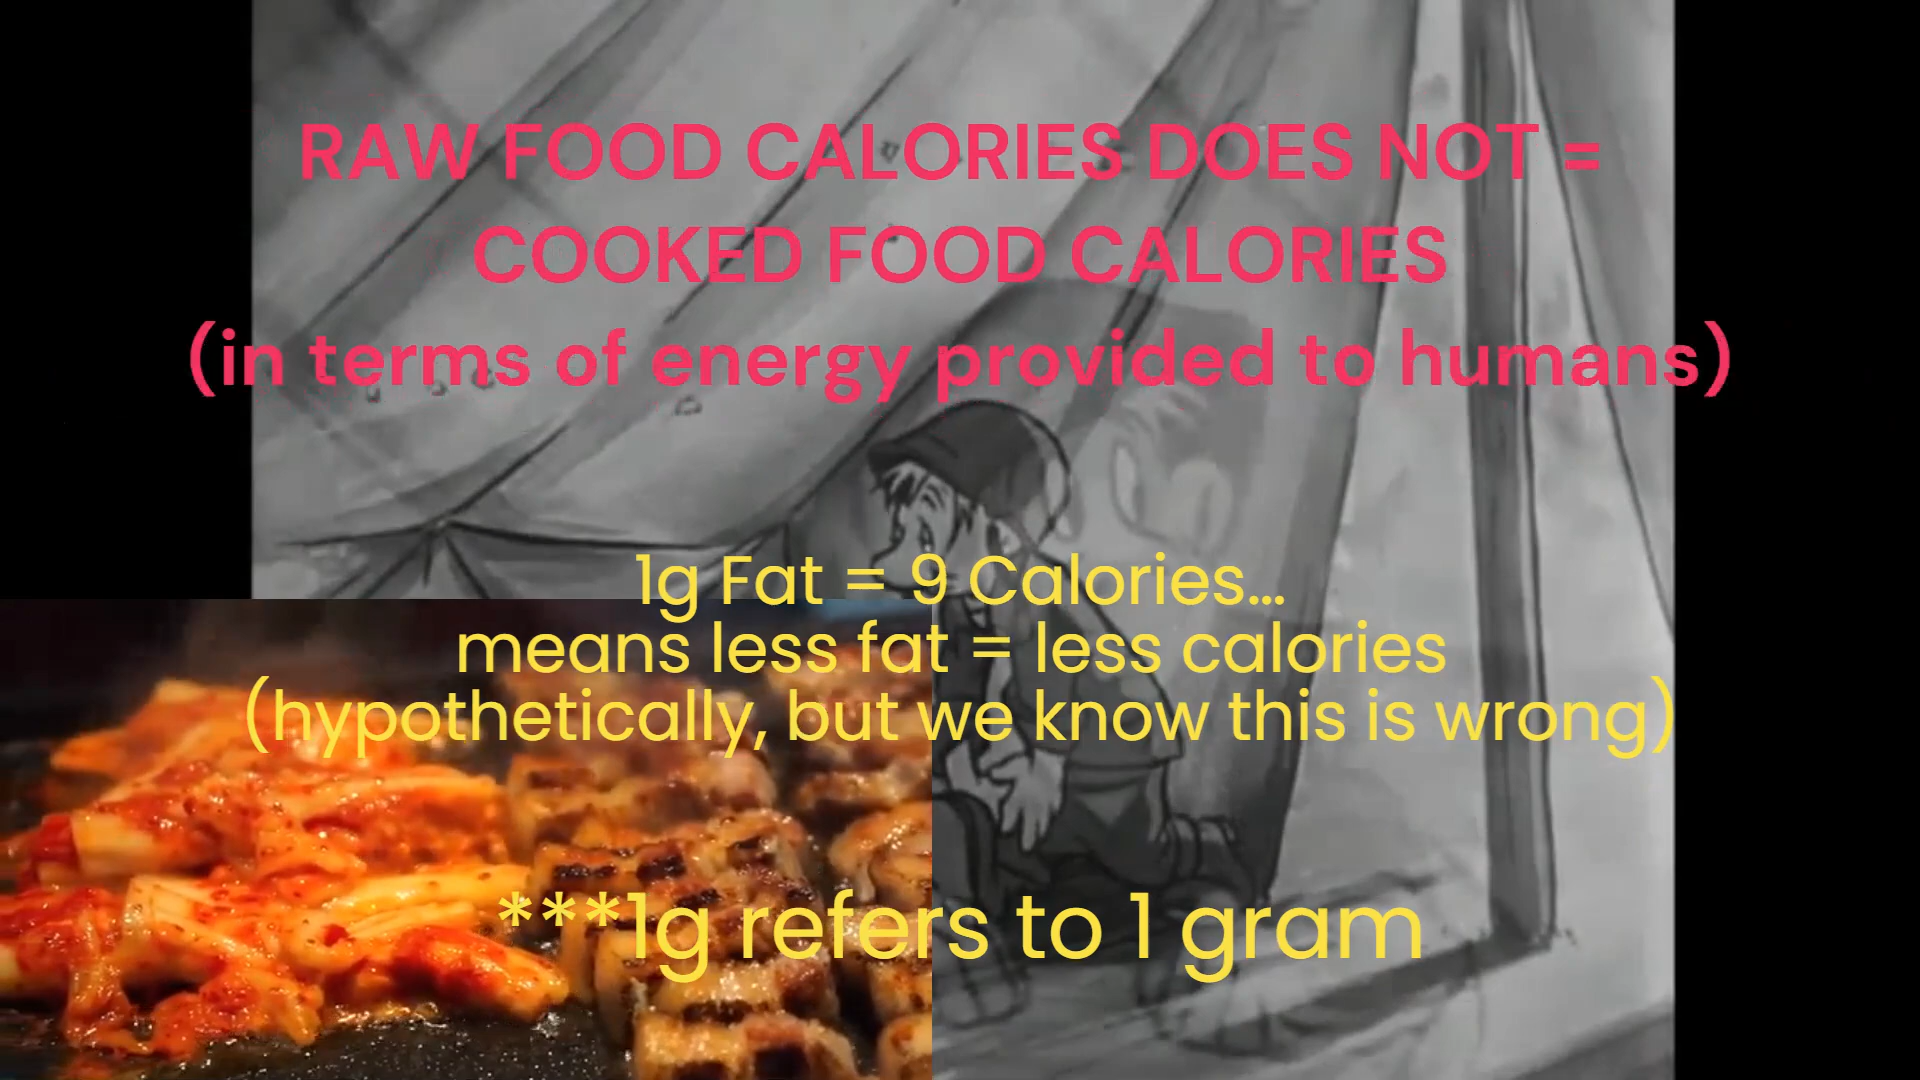 RAW FOOD CALORIES DOES NOT =
COOKED FOOD CALORIES
(in terms of energy provided to humans)
1g Fat = 9 Calories...
means less fat = less calories
(hypothetically, but we know this is wrong)
***1g refers to 1 gram